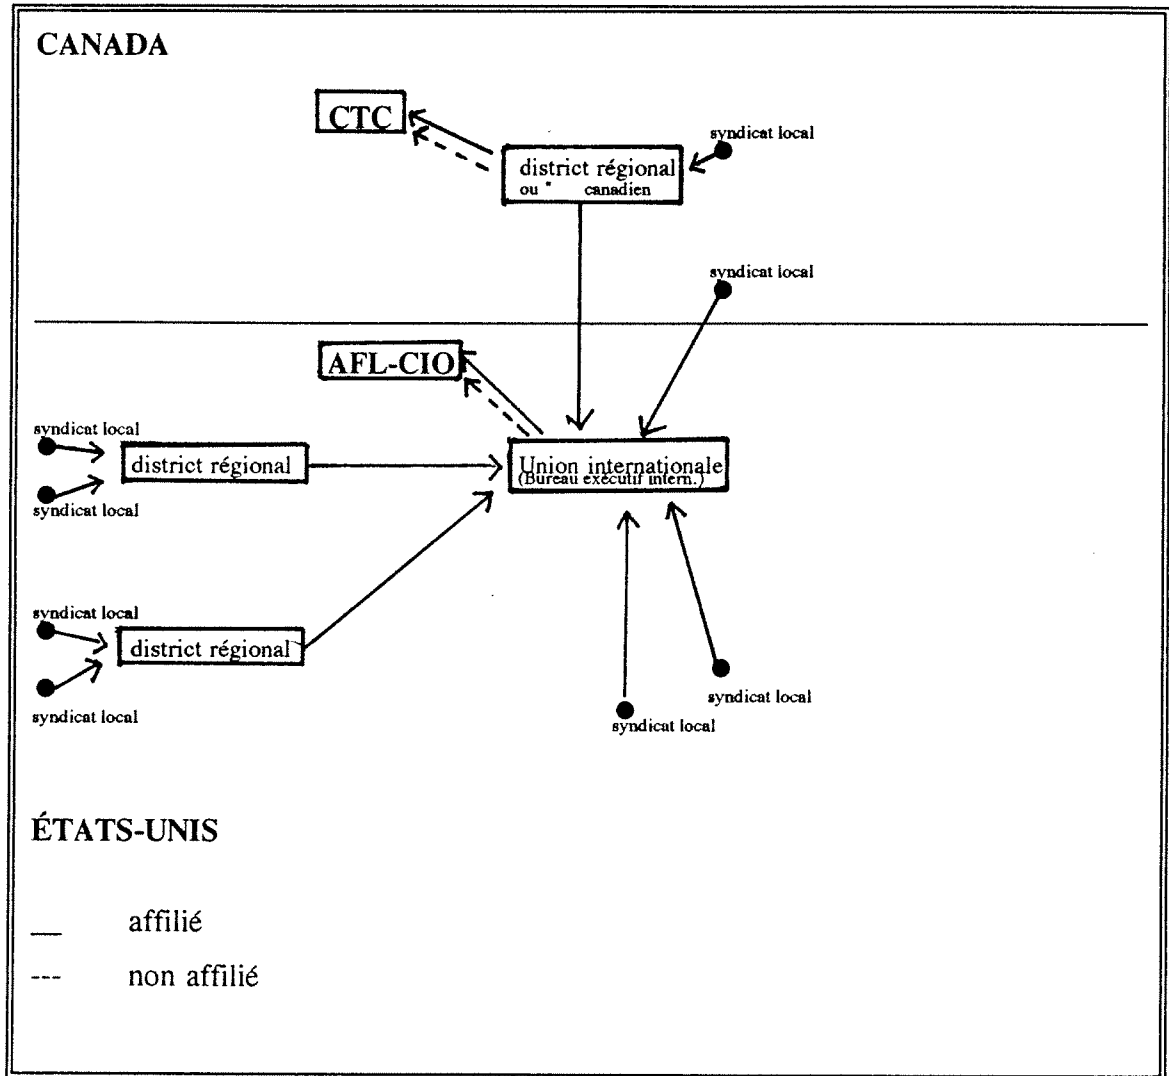 CANADA
CTC
syndicat local
district régional
ou canadien
syndicat local
AFL-CIO
syndicat local
district régional
Union internationale
(Bureau exécutif intern.)
syndicat local
syndicat local
district régional
syndicat local
syndicat local
syndicat local
ÉTATS-UNIS
__ affilié
--- non affilié